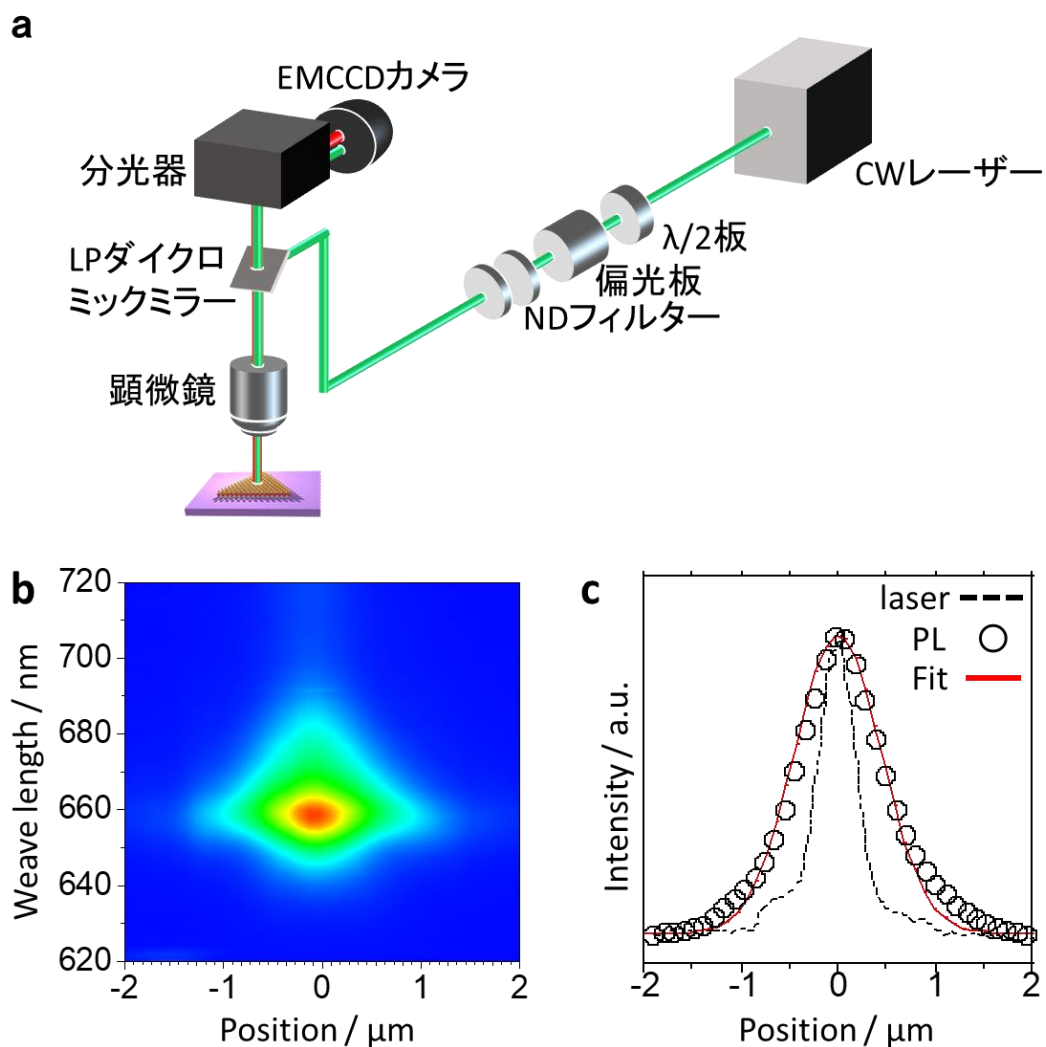 a
EMCCDカメラ
分光器
CWレーザー
LPダイクロ
ミックミラー
λ/2板
偏光板
NDフィルター
顕微鏡
b
720
700
680
660
640
620
Weave length / nm
-2
-1
0
1
2
Position / μm
c
laser
PL
Fit
Intensity / a.u.
-2
-1
0
1
2
Position / μm